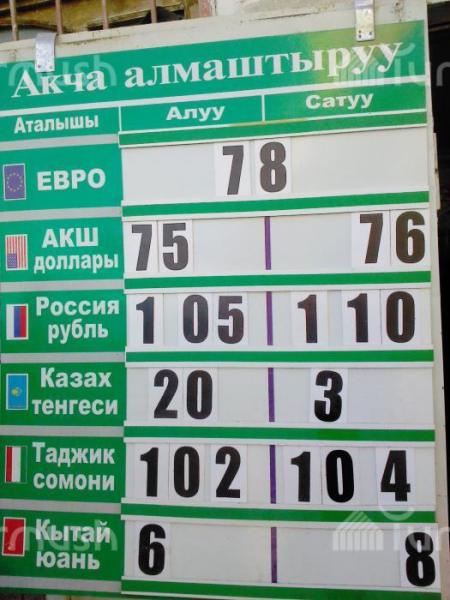 Акча алмаштыруу
Аталышы Алуу Сатуу
ЕВРО 78
АКШ доллары 75 76
Россия рубль 1 05 1 10
Казах тенгеси 20 3
Таджик сомони 102 104
Кытай юань 6 8